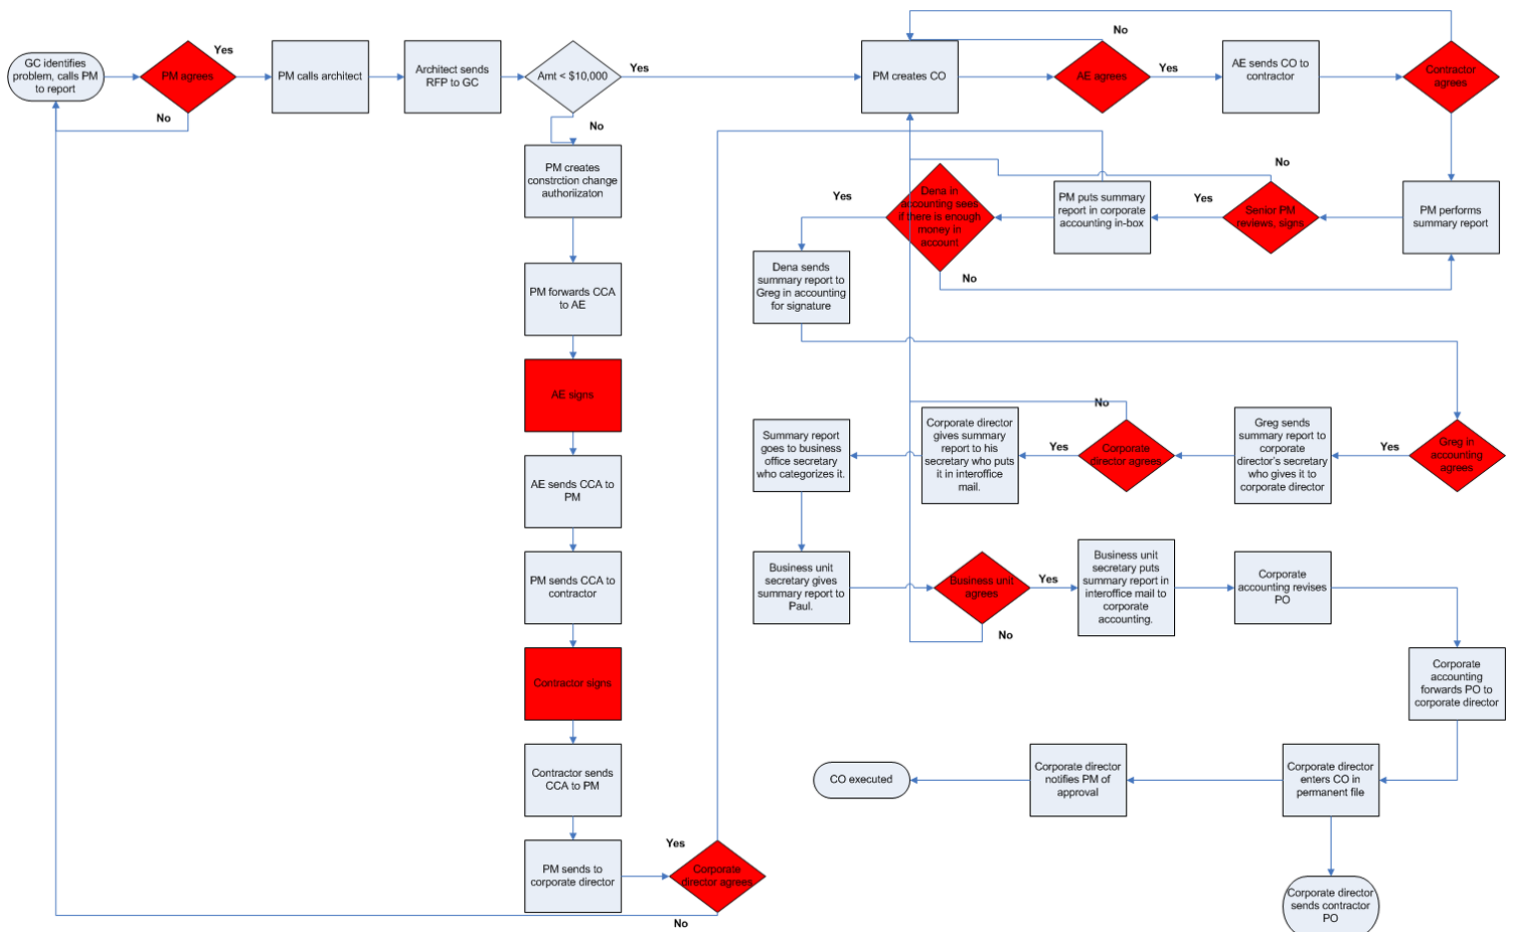 GC identifies
problem, calls PM
to report
PM agrees
Yes
No
PM calls architect
Architect sends
RFP to GC
Amt < $10,000
Yes
No
PM creates CO
No
AE agrees
Yes
AE sends CO to
contractor
Contractor
agrees
PM creates
constrction change
authoriizaton
PM forwards CCA
to AE
AE signs
AE sends CCA to
PM
PM sends CCA to
contractor
Contractor signs
Contractor sends
CCA to PM
PM sends to
corporate director
Yes
Corporate
director agrees
No
PM performs
summary report
No
Senior PM
reviews, signs
Yes
PM puts summary
report in corporate
accounting in-box
Dena in
accounting sees
if there is enough
money in
account
Yes
No
Dena sends
summary report to
Greg in accounting
for signature
Greg in
accounting
agrees
Yes
Greg sends
summary report to
corporate
director's secretary
who gives it to
corporate director
No
Corporate
director agrees
Yes
Corporate director
gives summary
report to his
secretary who puts
it in interoffice
mail.
Summary report
goes to business
office secretary
who categorizes it.
Business unit
secretary gives
summary report to
Paul.
Business unit
agrees
Yes
No
Business unit
secretary puts
summary report in
interoffice mail to
corporate
accounting.
Corporate
accounting revises
PO
Corporate
accounting
forwards PO to
corporate director
Corporate director
enters CO in
permanent file
Corporate director
notifies PM of
approval
CO executed
Corporate director
sends contractor
PO